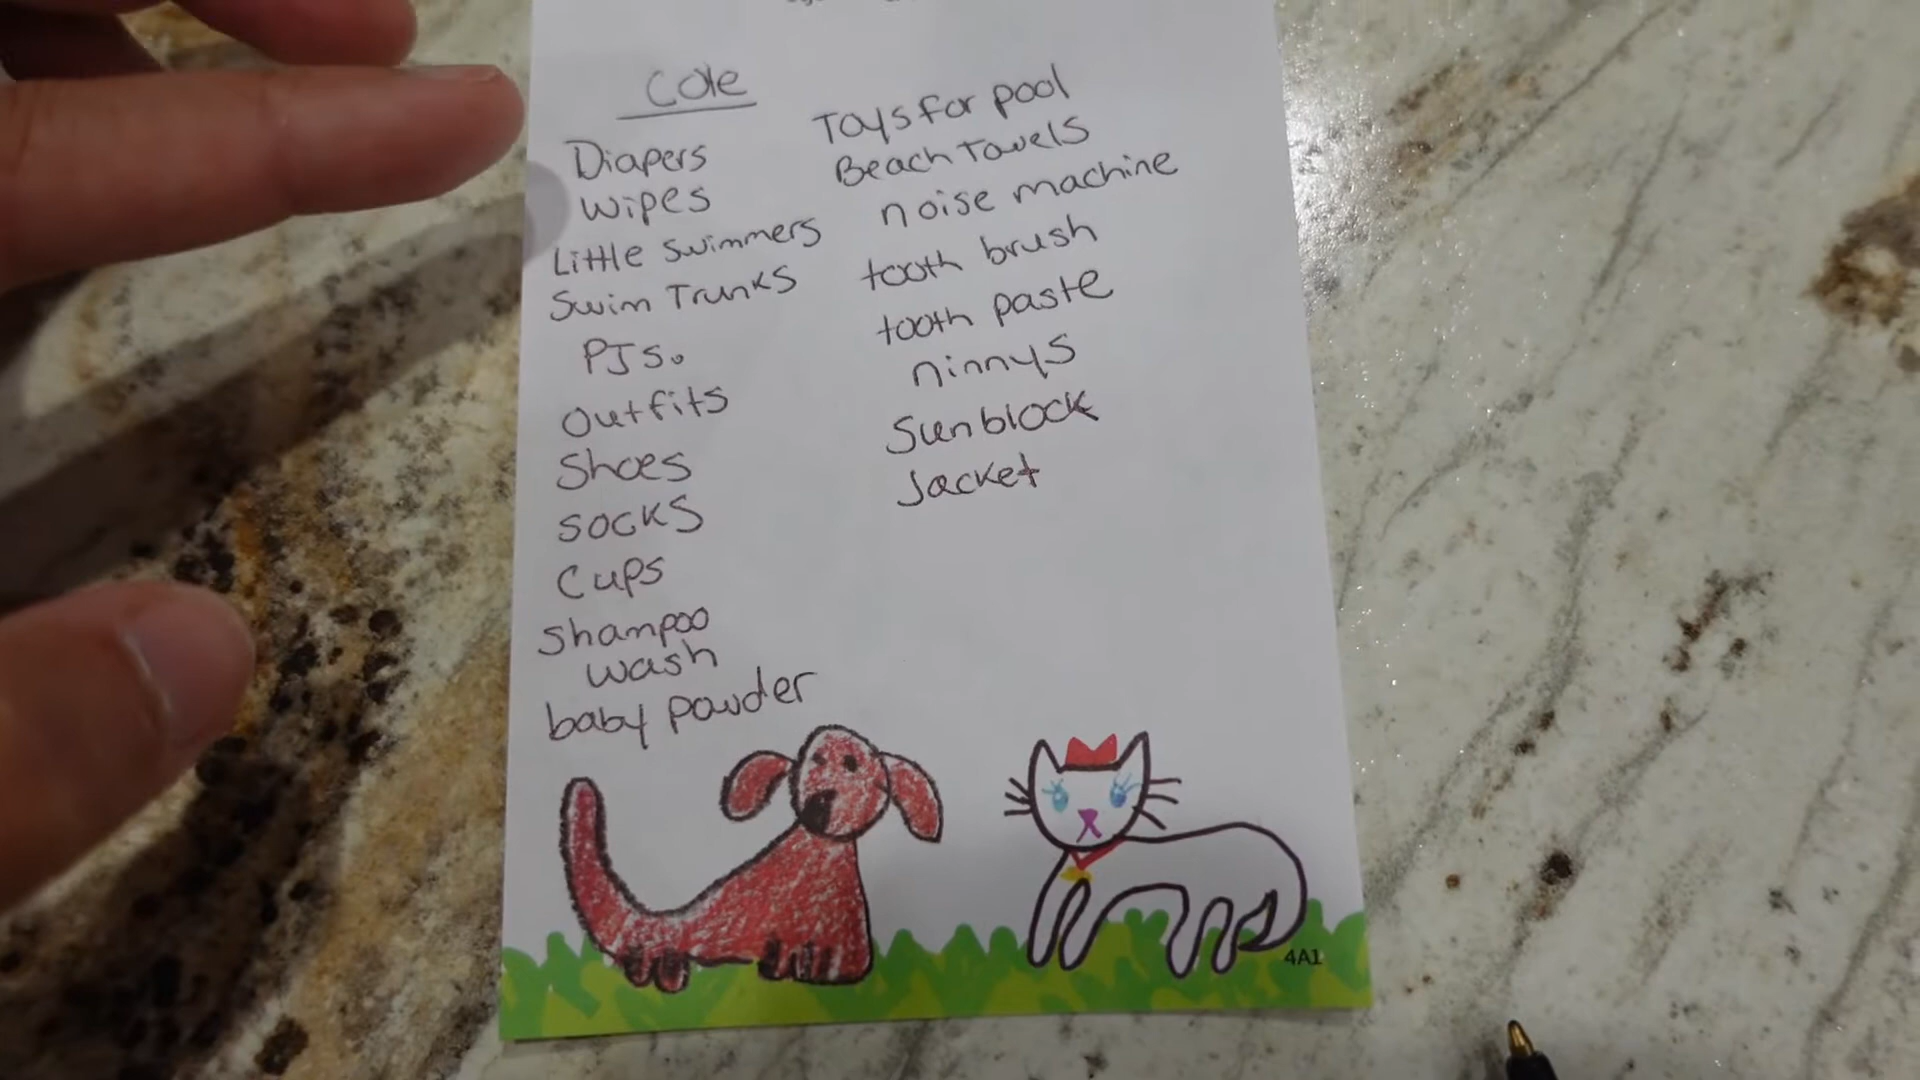 Cole
Diapers
Wipes
Little Swimmers
Swim Trunks
PJs.
Outfits
Shoes
Socks
Cups
Shampoo
wash
baby powder
Toys for pool
Beach Towels
noise machine
tooth brush
tooth paste
ninnys
Sunblock
Jacket
4A1